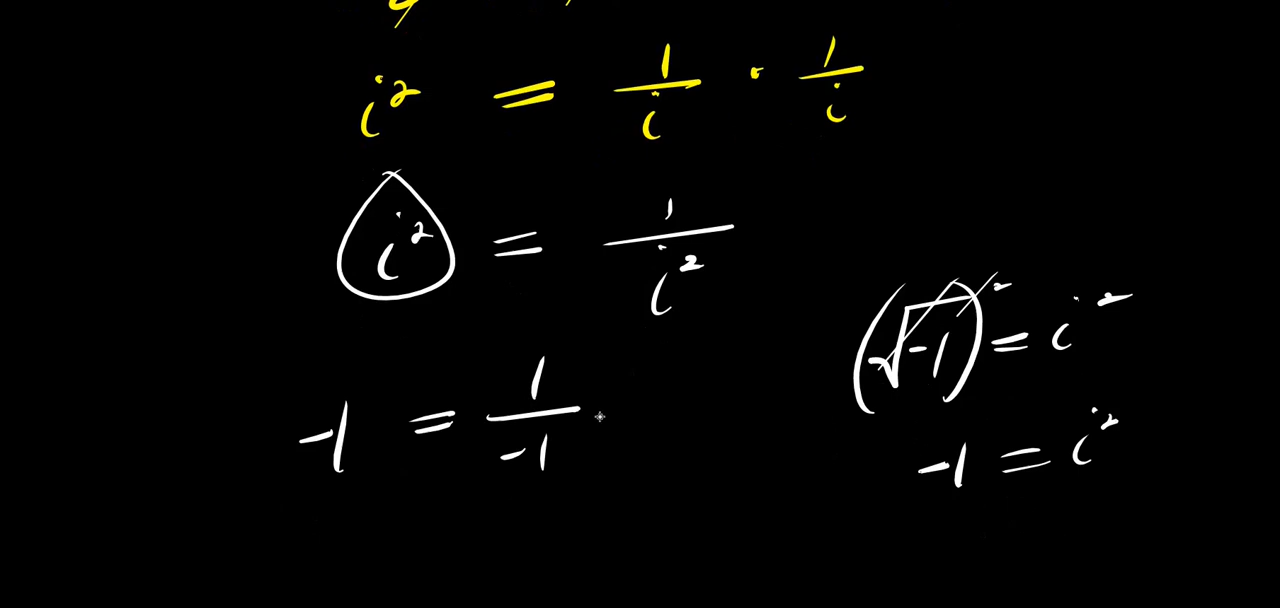 i² = 1/i · 1/i
i² = 1/i²
(√-1)² = i²
-1 = 1/-1
-1 = i²